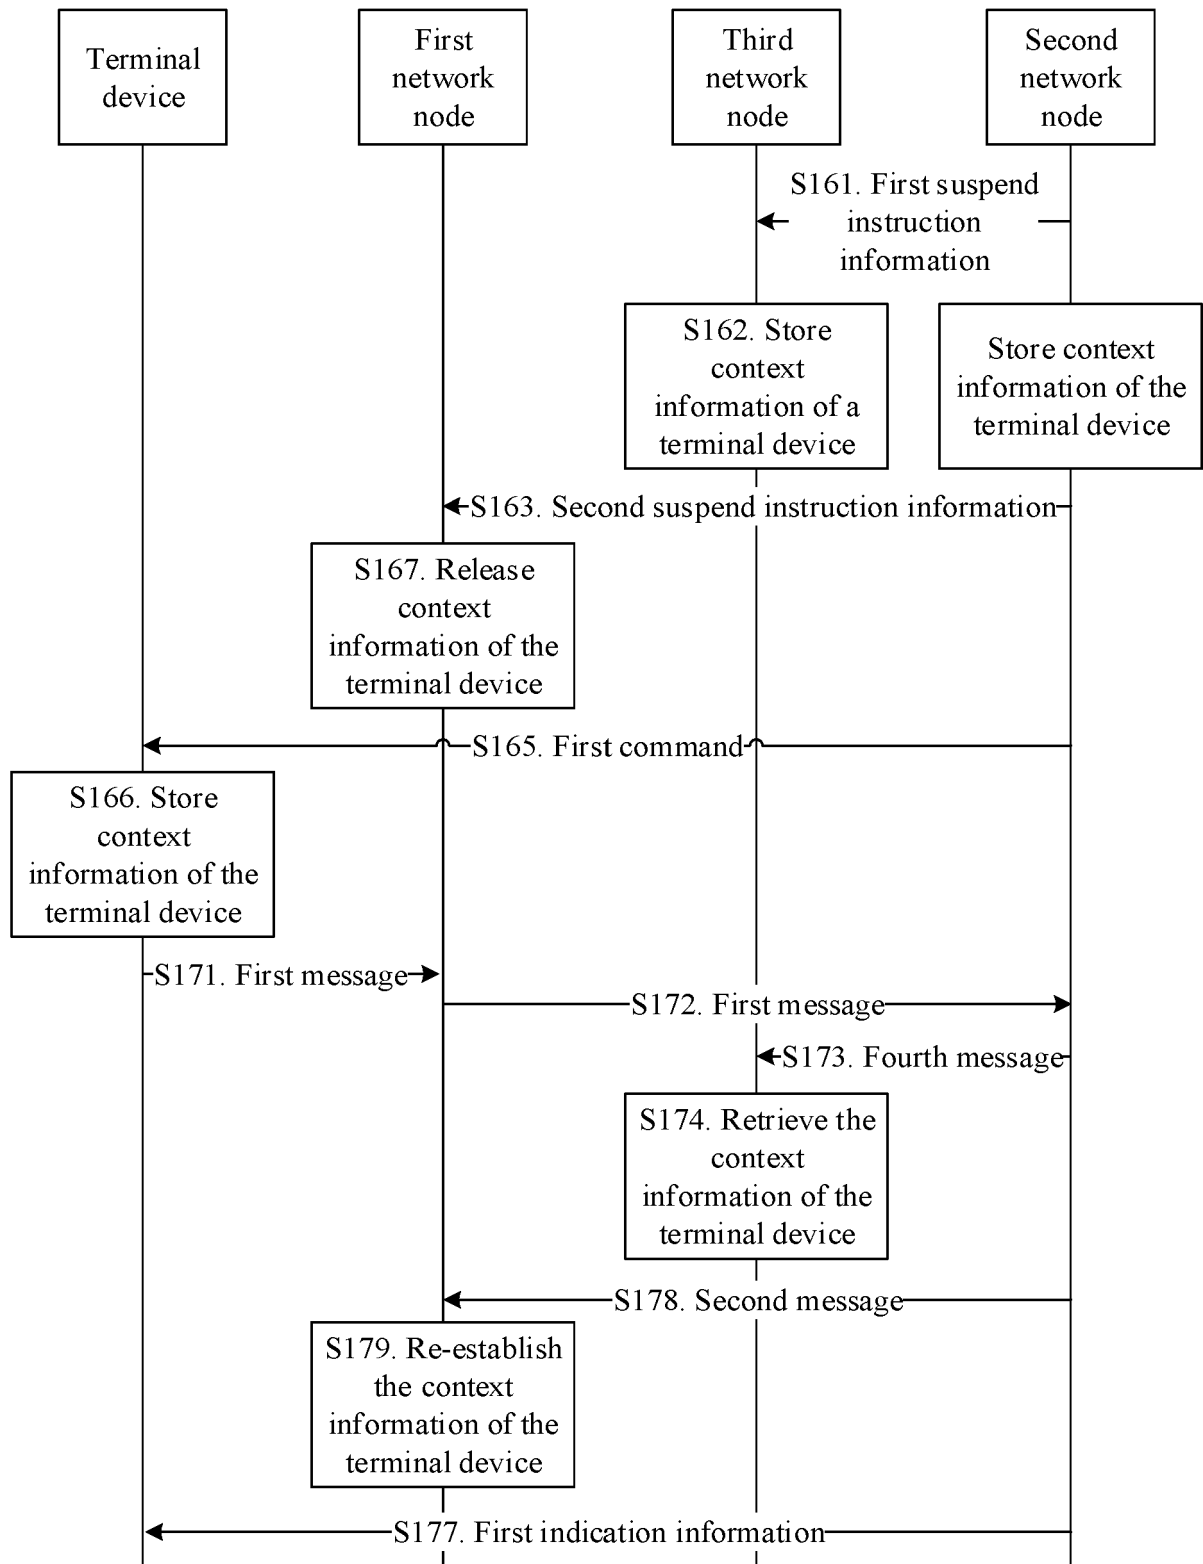 Terminal
device
First
network
node
Third
network
node
Second
network
node
S161. First suspend
instruction
information
S162. Store
context
information of a
terminal device
Store context
information of the
terminal device
S163. Second suspend instruction information
S167. Release
context
information of the
terminal device
S165. First command
S166. Store
context
information of the
terminal device
S171. First message
S172. First message
S173. Fourth message
S174. Retrieve the
context
information of the
terminal device
S178. Second message
S179. Re-establish
the context
information of the
terminal device
S177. First indication information